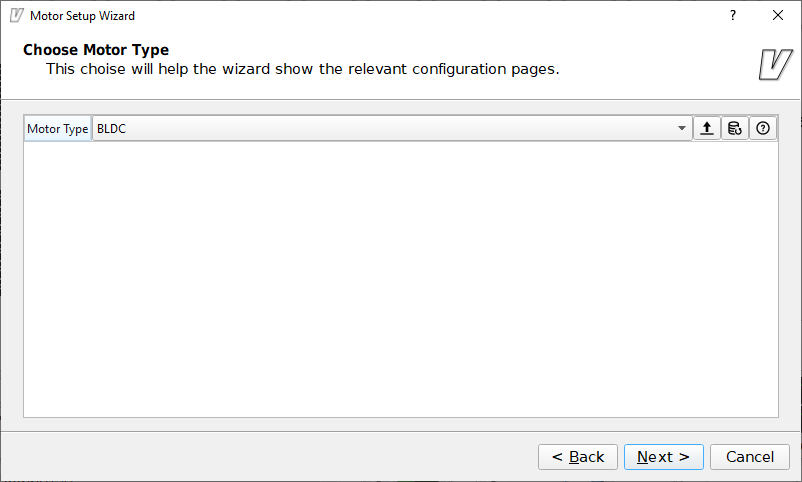 Motor Setup Wizard
?
Choose Motor Type
This choise will help the wizard show the relevant configuration pages.
Motor Type BLDC
< Back Next > Cancel